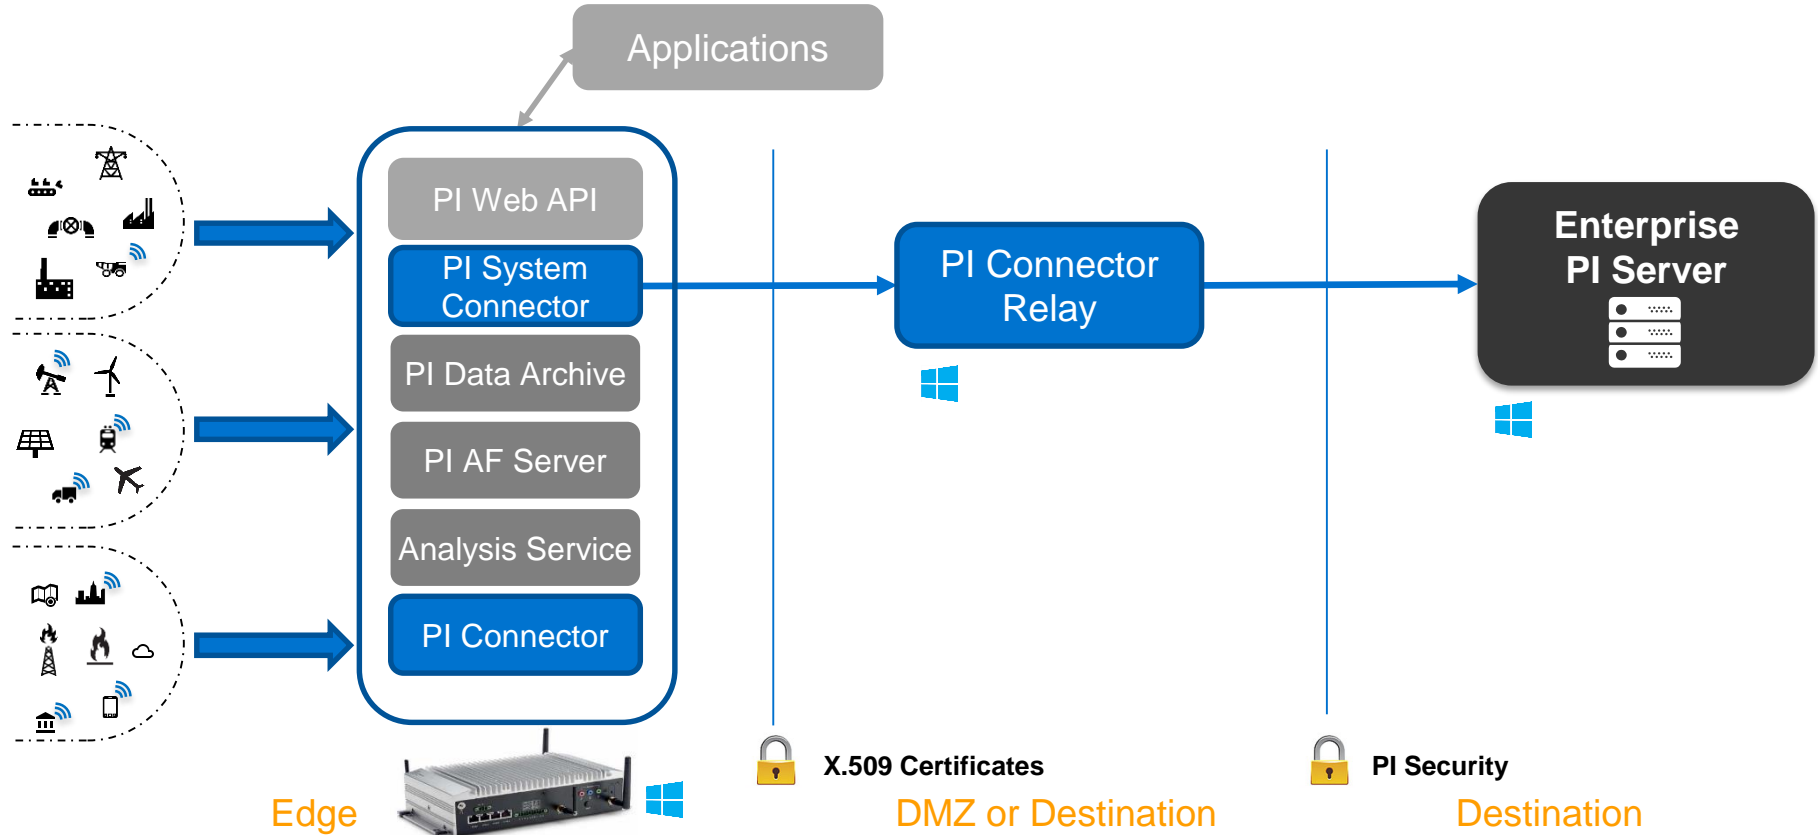 Applications
PI Web API
PI System
Connector
PI Data Archive
PI AF Server
Analysis Service
PI Connector
PI Connector
Relay
Enterprise
PI Server
X.509 Certificates
PI Security
Edge
DMZ or Destination
Destination